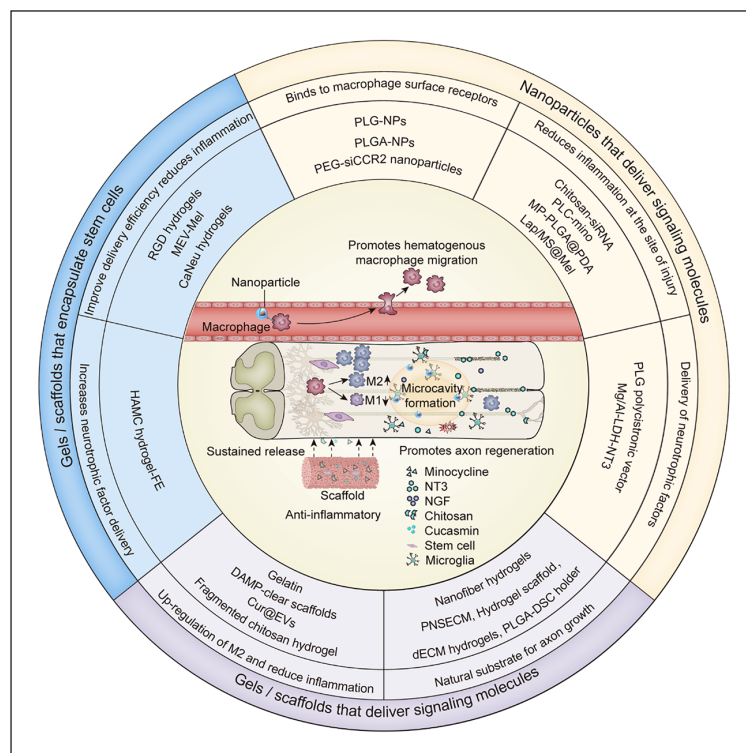 Nanoparticles that deliver signaling molecules
Binds to macrophage surface receptors
PLG-NPs
PLGA-NPs
PEG-siCCR2 nanoparticles
Reduces inflammation at the site of injury
Chitosan-siRNA
PLC-mino
MP-PLGA@PDA
Lap/MS@Mel
Delivery of neurotrophic factors
PLG polycistronic vector
Mg/Al-LDH-NT3
Gels / scaffolds that encapsulate stem cells
Improve delivery efficiency reduces inflammation
RGD hydrogels
MEV-Mel
CaNeu hydrogels
Increases neurotrophic factor delivery
HAMC hydrogel-FE
Gels / scaffolds that deliver signaling molecules
Up-regulation of M2 and reduce inflammation
Gelatin
DAMP-clear scaffolds
Cur@EVs
Fragmented chitosan hydrogel
Natural substrate for axon growth
Nanofiber hydrogels
PNSECM, Hydrogel scaffold,
dECM hydrogels, PLGA-DSC holder
Promotes hematogenous
macrophage migration
Nanoparticle
Macrophage
M2
M1
Microcavity
formation
Sustained release
Promotes axon regeneration
Scaffold
Anti-inflammatory
Minocycline
NT3
NGF
Chitosan
Cucasmin
Stem cell
Microglia